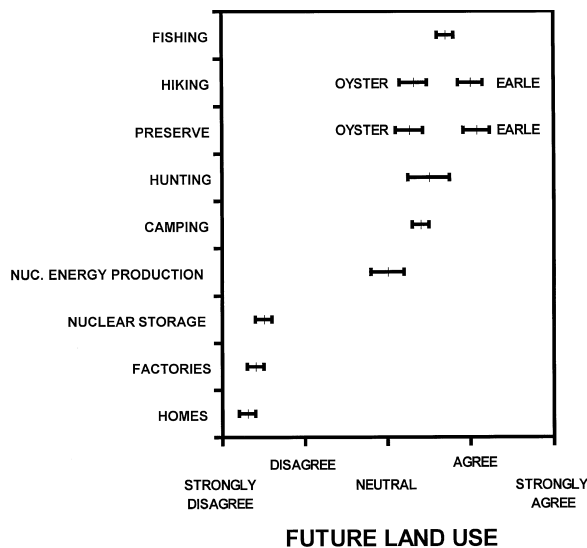 FISHING
HIKING
OYSTER
EARLE
PRESERVE
OYSTER
EARLE
HUNTING
CAMPING
NUC. ENERGY PRODUCTION
NUCLEAR STORAGE
FACTORIES
HOMES
DISAGREE
AGREE
STRONGLY
DISAGREE
NEUTRAL
STRONGLY
AGREE
FUTURE LAND USE